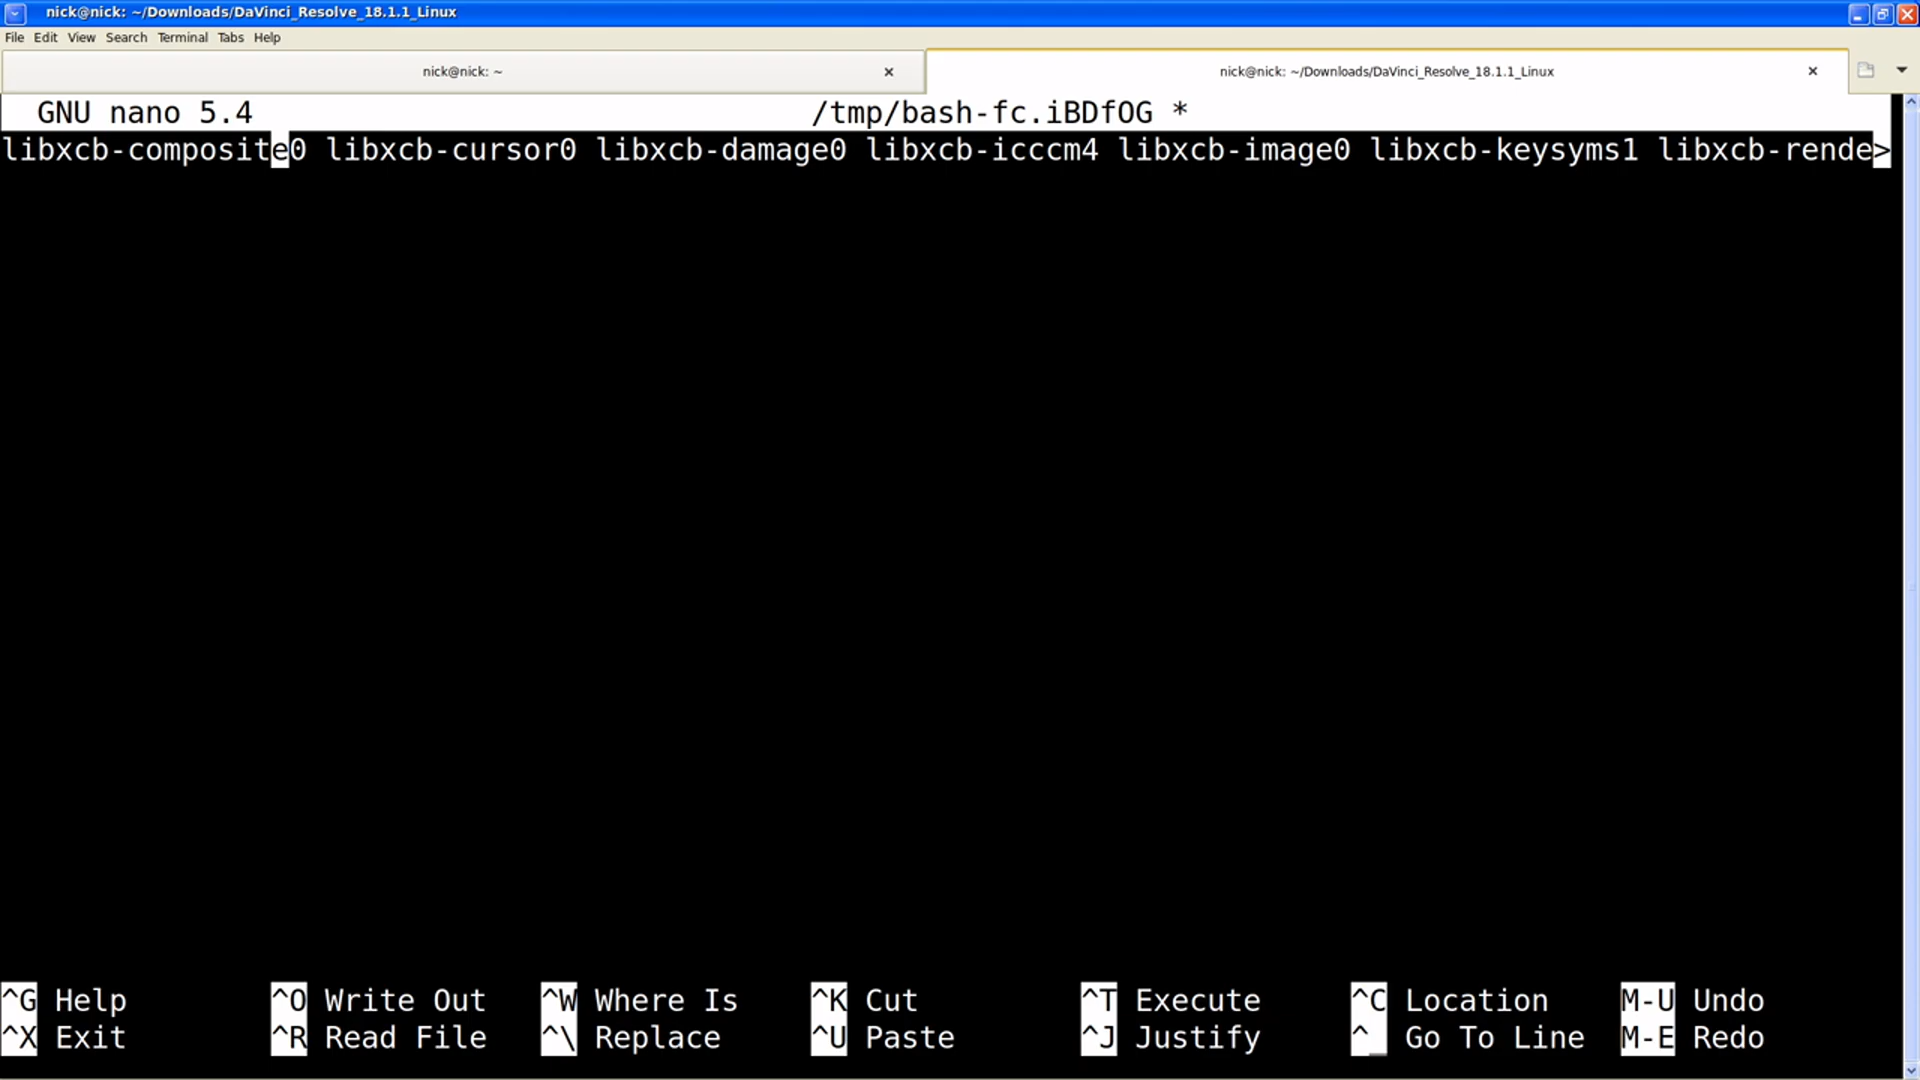 nick@nick: ~/Downloads/DaVinci_Resolve_18.1.1_Linux
File Edit View Search Terminal Tabs Help
nick@nick: ~
nick@nick: ~/Downloads/DaVinci_Resolve_18.1.1_Linux
GNU nano 5.4 /tmp/bash-fc.iBDfOG *
libxcb-composite0 libxcb-cursor0 libxcb-damage0 libxcb-icccm4 libxcb-image0 libxcb-keysyms1 libxcb-rende>
^G Help ^O Write Out ^W Where Is ^K Cut ^T Execute ^C Location M-U Undo
^X Exit ^R Read File ^\ Replace ^U Paste ^J Justify ^_ Go To Line M-E Redo